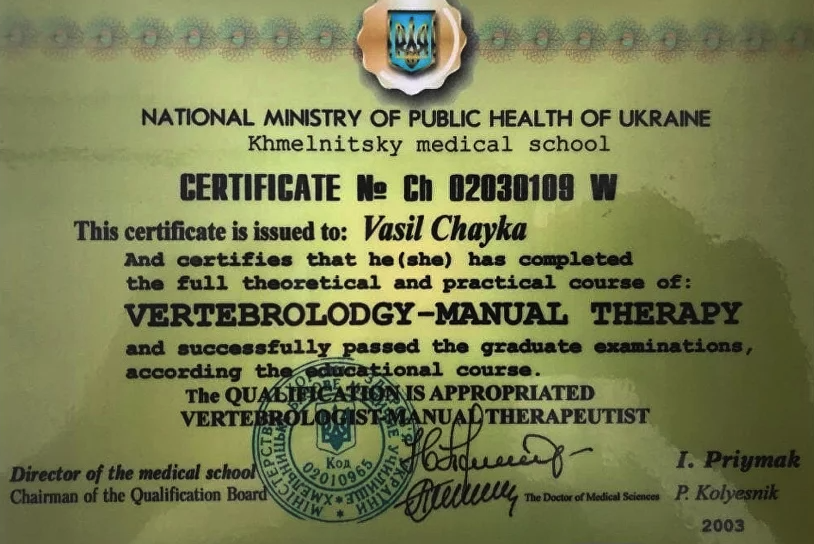 NATIONAL MINISTRY OF PUBLIC HEALTH OF UKRAINE
Khmelnitsky medical school
CERTIFICATE № Ch 02030109 W
This certificate is issued to: Vasil Chayka
And certifies that he(she) has completed
the full theoretical and practical course of:
VERTEBROLODGY-MANUAL THERAPY
and successfully passed the graduate examinations,
according the educational course.
The QUALIFICATION IS APPROPRIATED
VERTEBROLOGIST-MANUAL THERAPEUTIST
Код
02010965
Director of the medical school I. Priymak
Chairman of the Qualification Board The Doctor of Medical Sciences P. Kolyesnik
2003